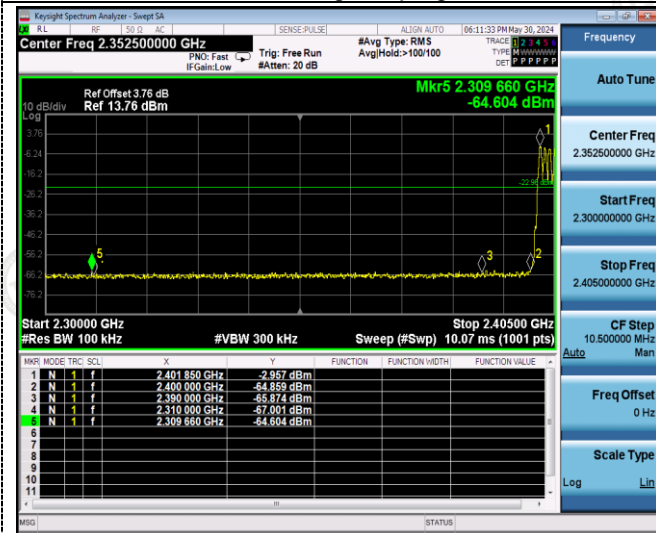 Keysight Spectrum Analyzer - Swept SA
RL RF 50 Ω AC SENSE:PULSE ALIGN AUTO 06:11:33 PM May 30, 2024
Center Freq 2.352500000 GHz
PNO: Fast
IFGain:Low
Trig: Free Run
#Atten: 20 dB
#Avg Type: RMS
Avg|Hold:>100/100
TRACE 1 2 3 4 5 6
TYPE M W W W W W
DET P P P P P P
Ref Offset 3.76 dB
10 dB/div Ref 13.76 dBm
Log
Mkr5 2.309 660 GHz
-64.604 dBm
3.76
-6.24
-16.2
-26.2
-36.2
-46.2
-56.2
-66.2
-76.2
1
5
3
2
Start 2.30000 GHz Stop 2.40500 GHz
#Res BW 100 kHz #VBW 300 kHz Sweep (#Swp) 10.07 ms (1001 pts)
MKR MODE TRC SCL X Y FUNCTION FUNCTION WIDTH FUNCTION VALUE
1 N 1 f 2.401 850 GHz -2.957 dBm
2 N 1 f 2.400 000 GHz -64.859 dBm
3 N 1 f 2.390 000 GHz -65.874 dBm
4 N 1 f 2.310 000 GHz -67.001 dBm
5 N 1 f 2.309 660 GHz -64.604 dBm
6
7
8
9
10
11
MSG STATUS
Frequency
Auto Tune
Center Freq
2.352500000 GHz
Start Freq
2.300000000 GHz
Stop Freq
2.405000000 GHz
CF Step
10.500000 MHz
Auto Man
Freq Offset
0 Hz
Scale Type
Log Lin